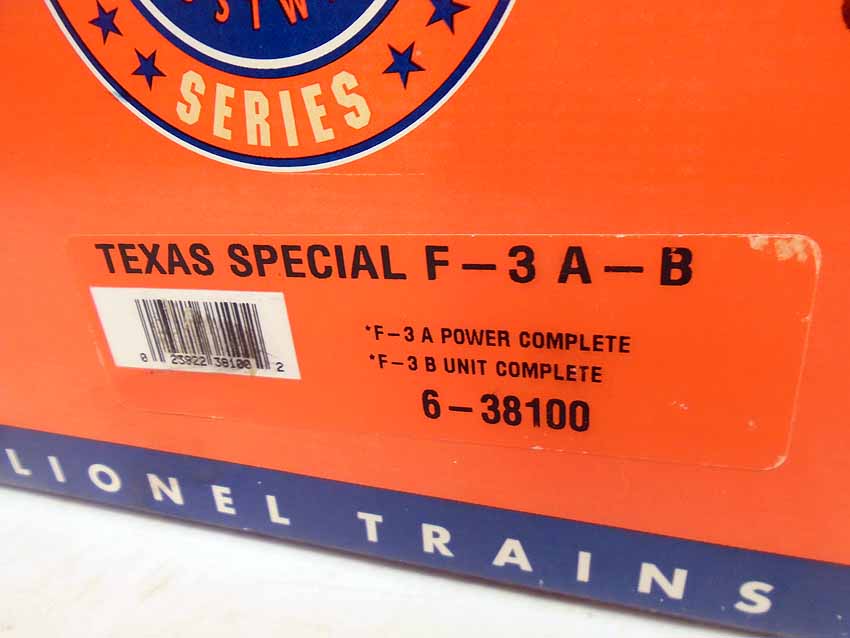 SERIES
TEXAS SPECIAL F-3 A-B
*F-3 A POWER COMPLETE
0 23922 38100 2
*F-3 B UNIT COMPLETE
6-38100
LIONEL TRAINS